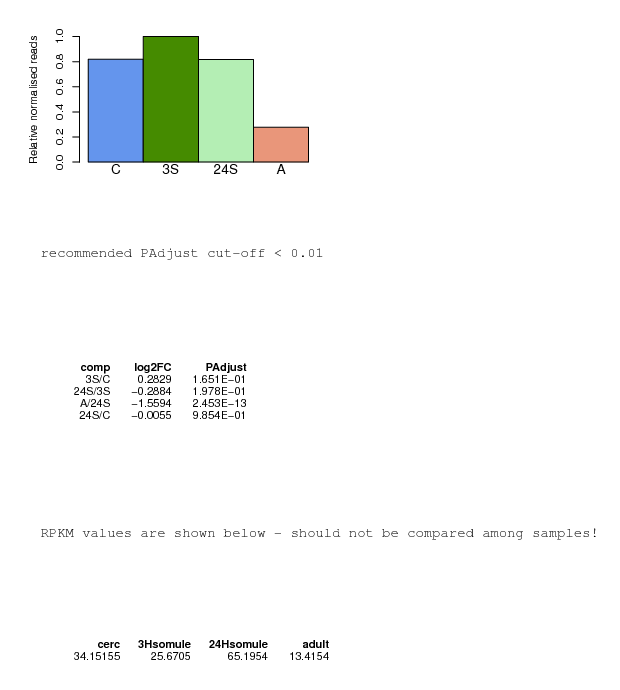 Relative normalised reads
1.0
0.8
0.6
0.4
0.2
0.0
C 3S 24S A
recommended PAdjust cut-off < 0.01
comp log2FC PAdjust
3S/C 0.2829 1.651E-01
24S/3S -0.2884 1.978E-01
A/24S -1.5594 2.453E-13
24S/C -0.0055 9.854E-01
RPKM values are shown below - should not be compared among samples!
cerc 3Hsomule 24Hsomule adult
34.15155 25.6705 65.1954 13.4154